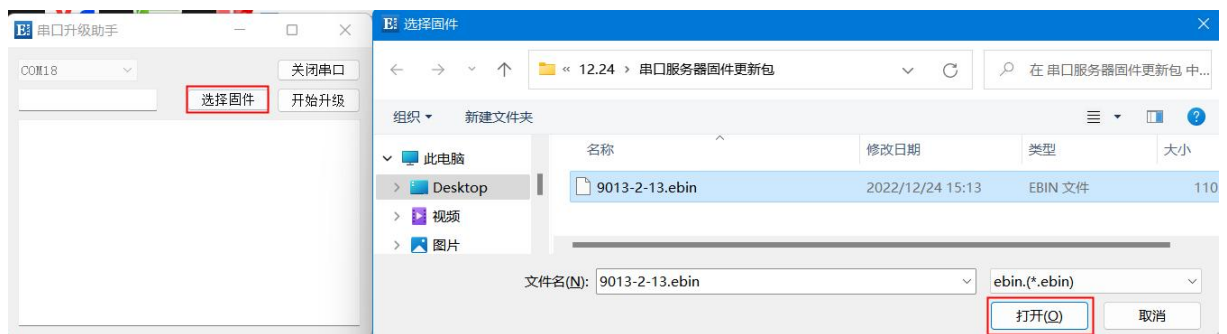 串口升级助手
COM18
关闭串口
选择固件
开始升级
选择固件
« 12.24 › 串口服务器固件更新包
在 串口服务器固件更新包 中...
组织
新建文件夹
名称
修改日期
类型
大小
此电脑
Desktop
9013-2-13.ebin
2022/12/24 15:13
EBIN 文件
110
视频
图片
文件名(N):
9013-2-13.ebin
ebin.(*.ebin)
打开(O)
取消